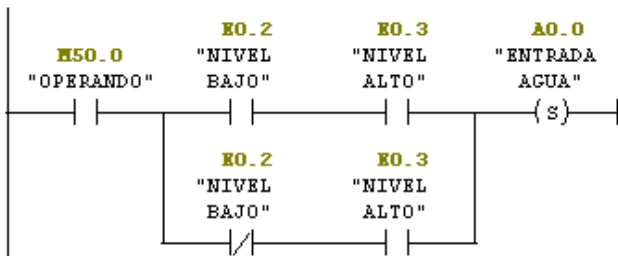 E0.2 E0.3 A0.0
M50.0 "NIVEL "NIVEL "ENTRADA
"OPERANDO" BAJO" ALTO" AGUA"
(S)
E0.2 E0.3
"NIVEL "NIVEL
BAJO" ALTO"